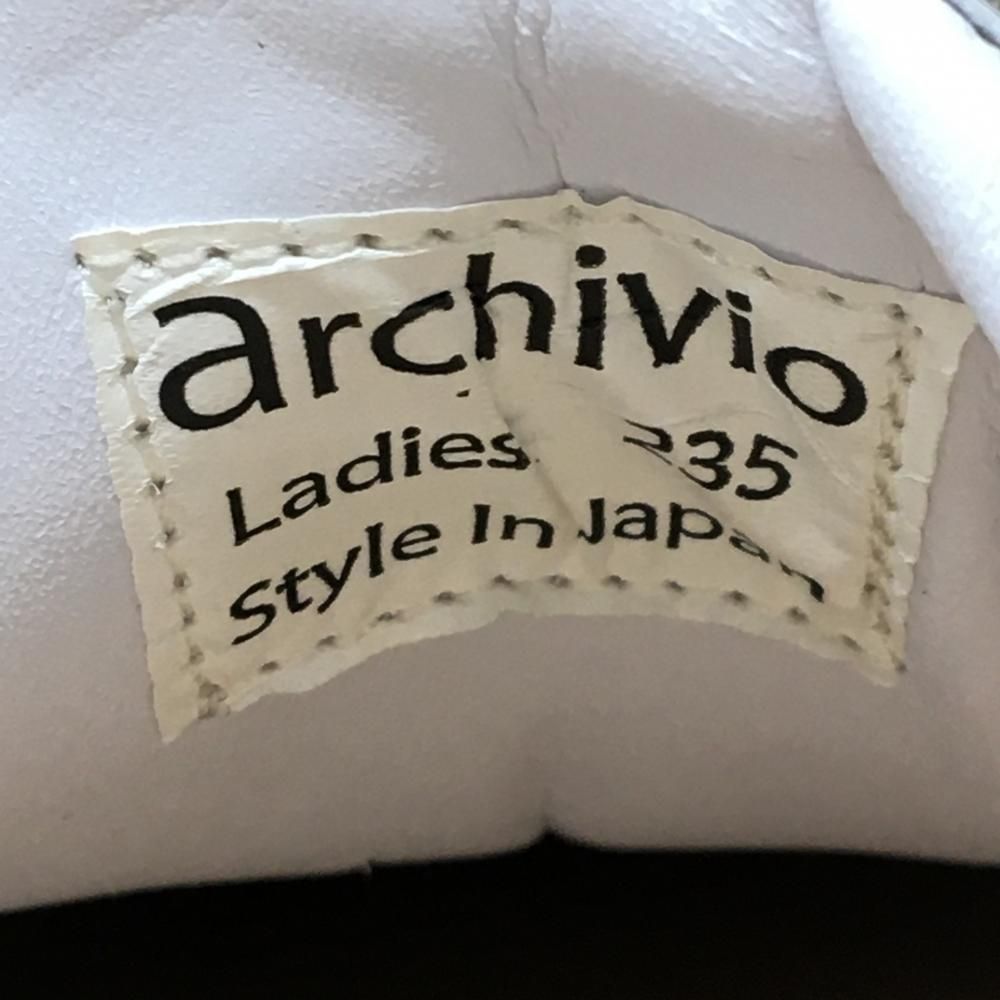 archivio
Ladies 235
Style In Japan